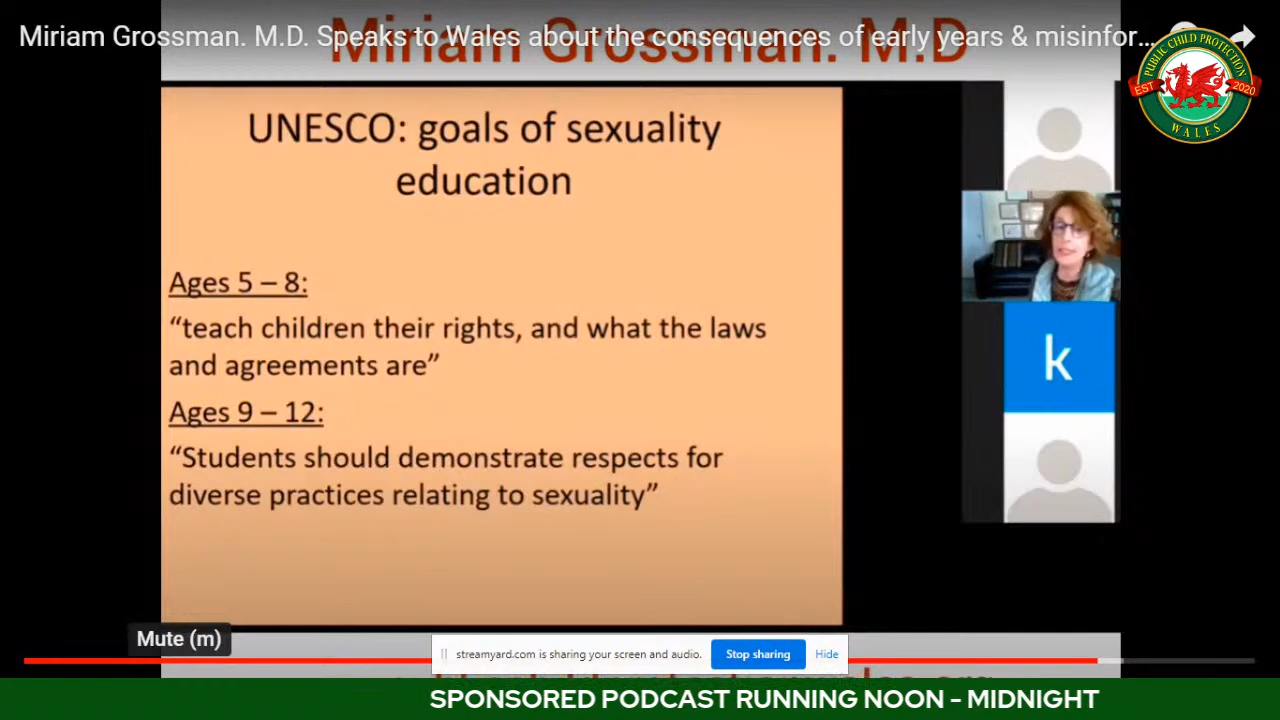 Miriam Grossman. M.D
Miriam Grossman. M.D. Speaks to Wales about the consequences of early years & misinfor...
PUBLIC CHILD PROTECTION
EST 2020
WALES
UNESCO: goals of sexuality
education
Ages 5 – 8:
“teach children their rights, and what the laws
and agreements are”
Ages 9 – 12:
“Students should demonstrate respects for
diverse practices relating to sexuality”
k
Mute (m)
streamyard.com is sharing your screen and audio.
Stop sharing
Hide
SPONSORED PODCAST RUNNING NOON - MIDNIGHT